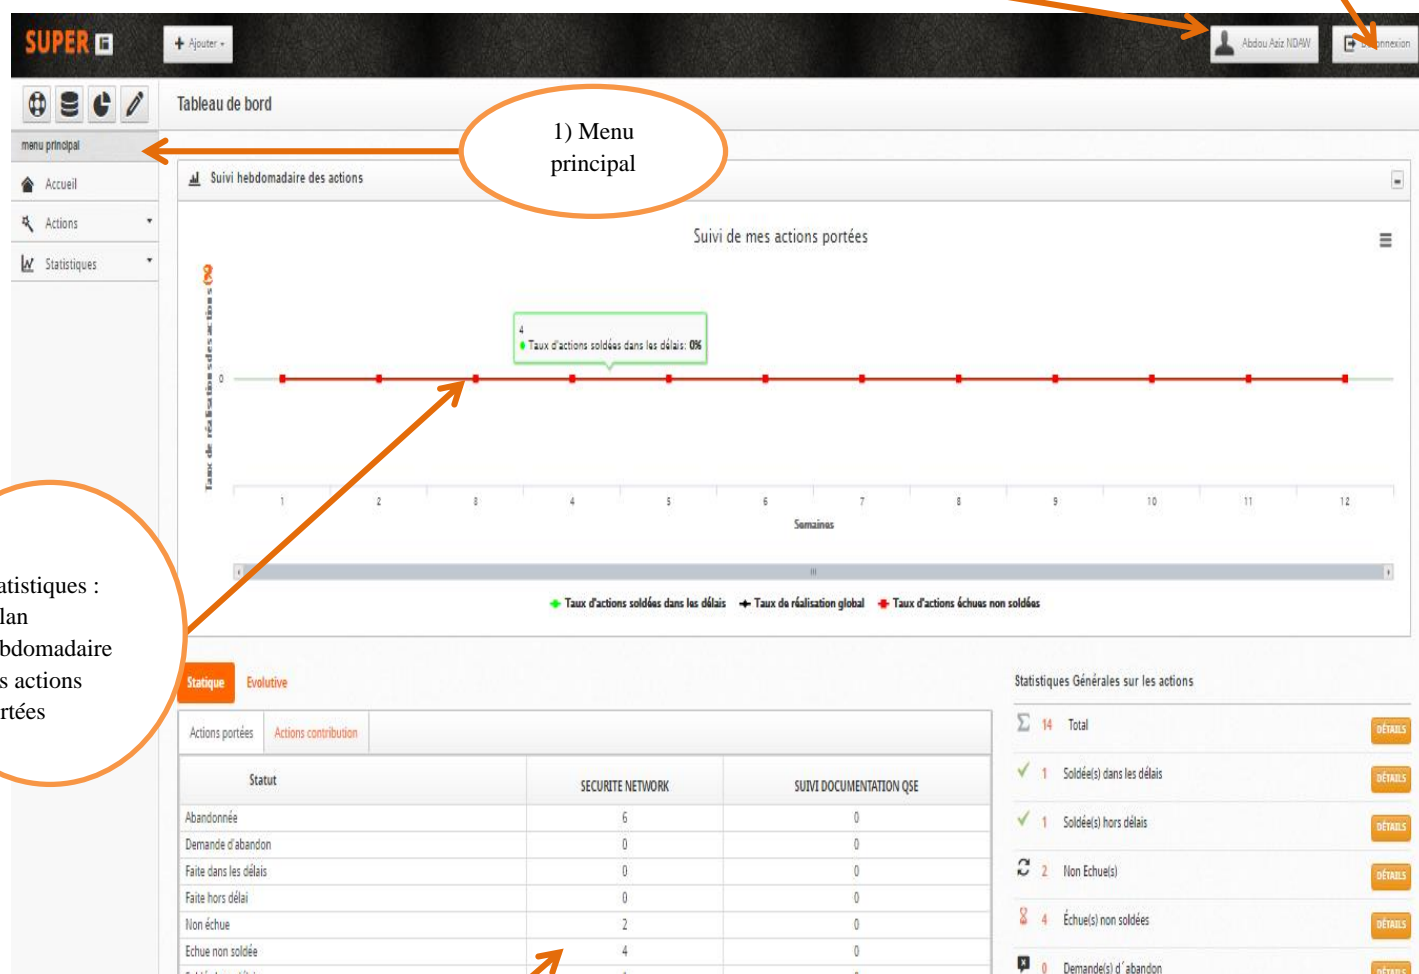 SUPER
Ajouter
Abdou Aziz NDAW
menu principal
Accueil
Actions
Statistiques
Tableau de bord
1) Menu
principal
Suivi hebdomadaire des actions
Suivi de mes actions portées
Taux de réalisations des actions
0
4
Taux d'actions soldées dans les délais: 0%
1 2 3 4 5 6 7 8 9 10 11 12
Semaines
Taux d'actions soldées dans les délais Taux de réalisation global Taux d'actions échues non soldées
atistiques :
lan
bdomadaire
s actions
rtées
Statique Evolutive
Actions portées Actions contribution
Statut SECURITE NETWORK SUIVI DOCUMENTATION QSE
Abandonnée 6 0
Demande d'abandon 0 0
Faite dans les délais 0 0
Faite hors délai 0 0
Non échue 2 0
Echue non soldée 4 0
Statistiques Générales sur les actions
Σ 14 Total DÉTAILS
1 Soldée(s) dans les délais DÉTAILS
1 Soldée(s) hors délais DÉTAILS
2 Non Echue(s) DÉTAILS
4 Échue(s) non soldées DÉTAILS
0 Demande(s) d´abandon DÉTAILS